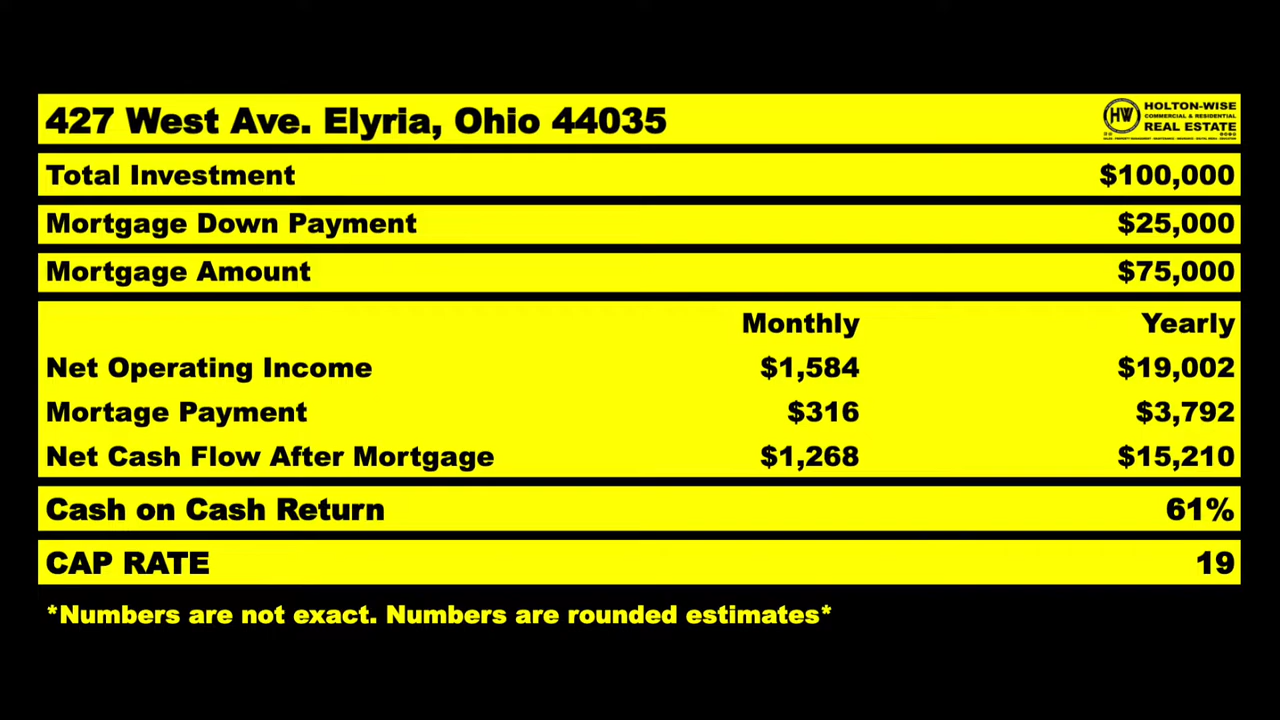 427 West Ave. Elyria, Ohio 44035
HW HOLTON-WISE
COMMERCIAL & RESIDENTIAL
REAL ESTATE
Total Investment $100,000
Mortgage Down Payment $25,000
Mortgage Amount $75,000
Monthly Yearly
Net Operating Income $1,584 $19,002
Mortage Payment $316 $3,792
Net Cash Flow After Mortgage $1,268 $15,210
Cash on Cash Return 61%
CAP RATE 19
*Numbers are not exact. Numbers are rounded estimates*